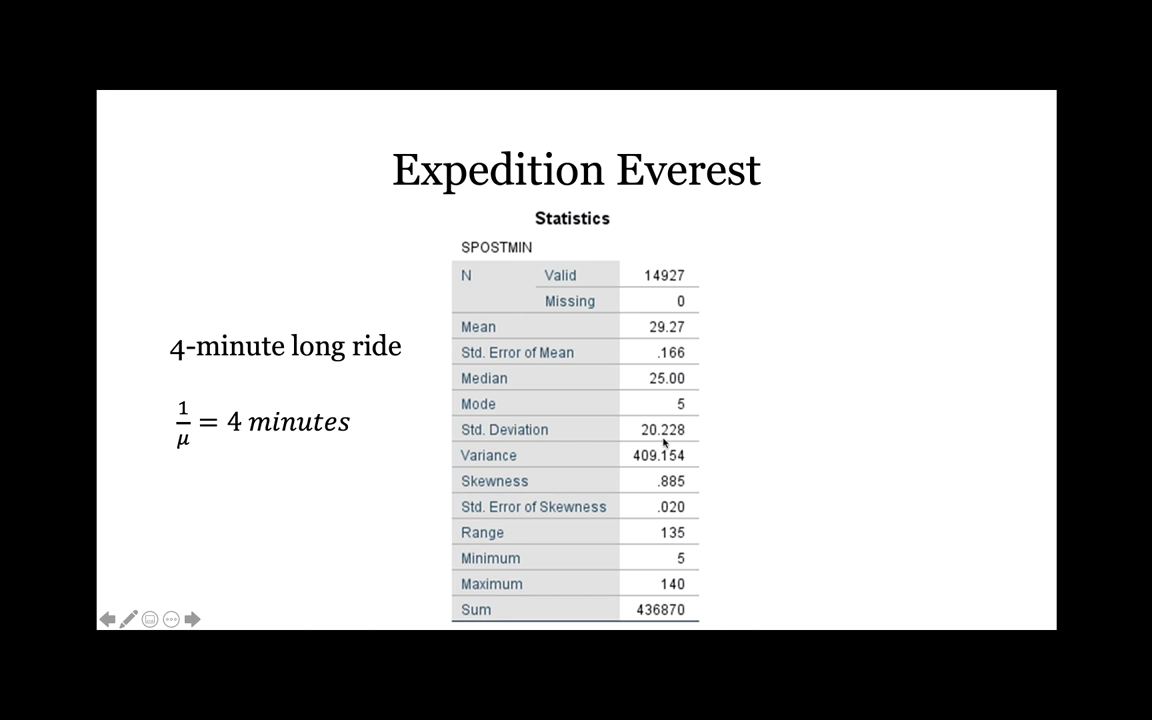 Expedition Everest
Statistics
SPOSTMIN
N Valid 14927
Missing 0
Mean 29.27
Std. Error of Mean .166
Median 25.00
Mode 5
Std. Deviation 20.228
Variance 409.154
Skewness .885
Std. Error of Skewness .020
Range 135
Minimum 5
Maximum 140
Sum 436870
4-minute long ride
1/μ = 4 minutes